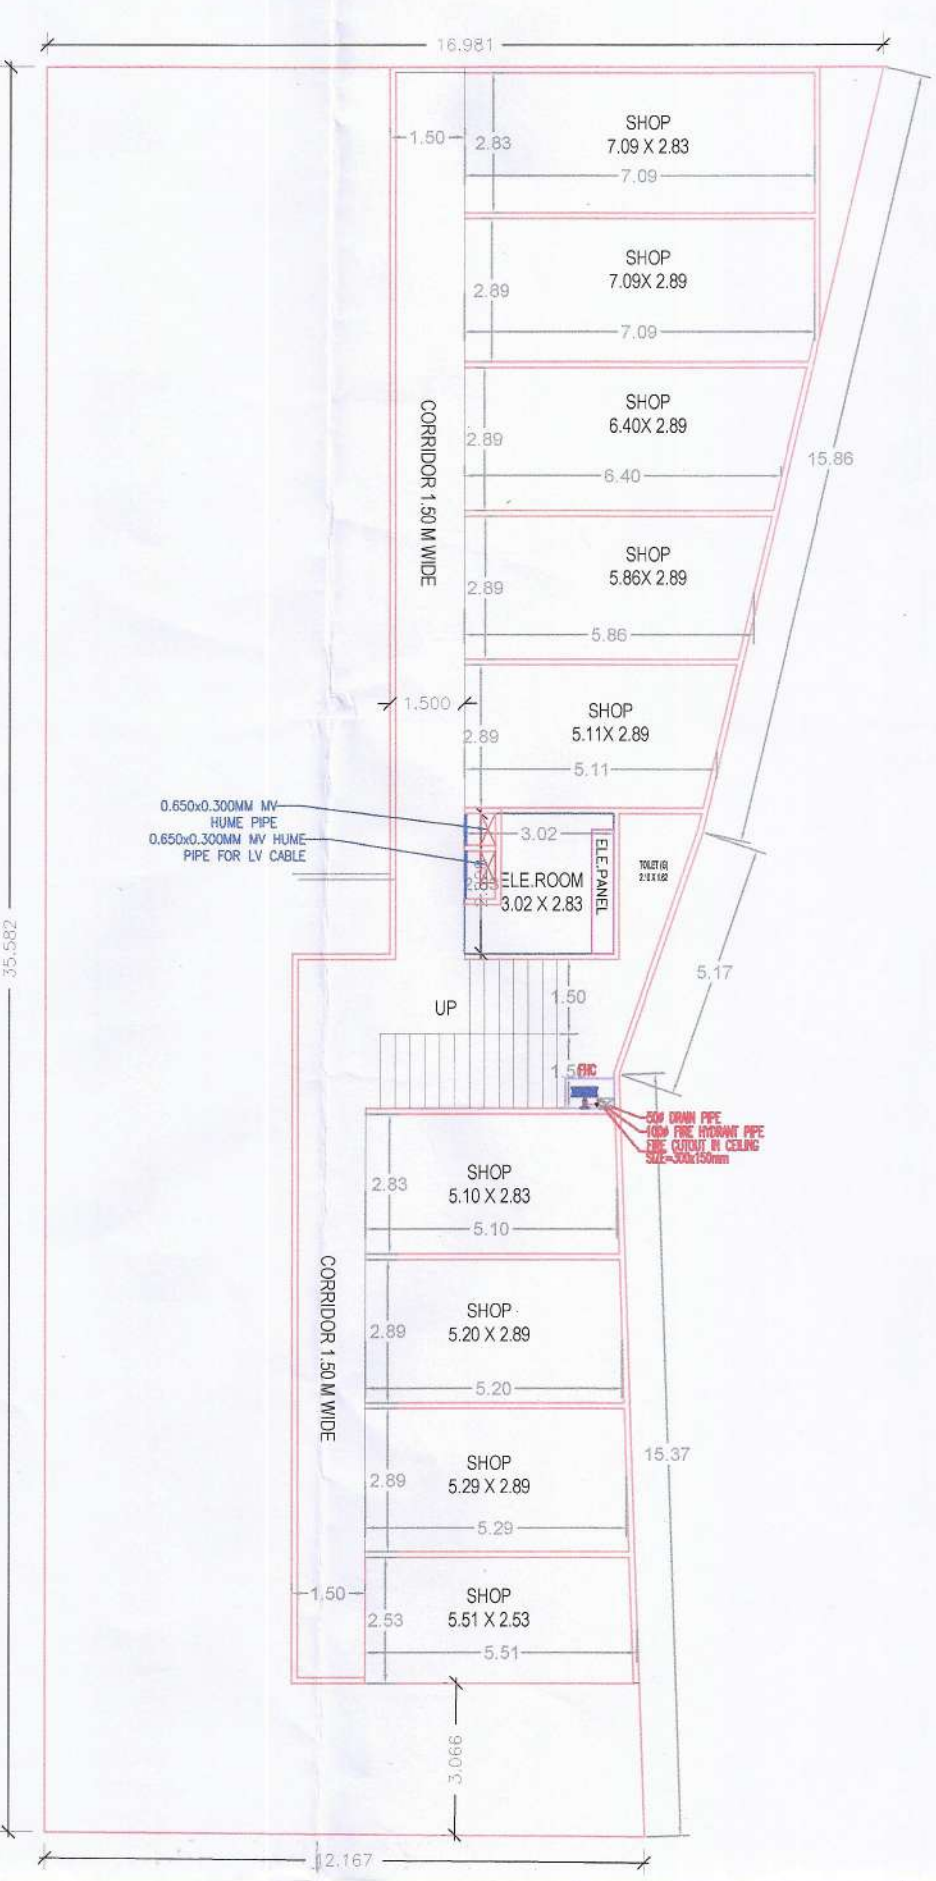 16.981
1.50
2.83
SHOP
7.09 X 2.83
7.09
SHOP
7.09X 2.89
2.89
7.09
SHOP
6.40X 2.89
2.89
6.40
15.86
CORRIDOR 1.50 M WIDE
SHOP
5.86X 2.89
2.89
5.86
1.500
SHOP
5.11X 2.89
2.89
5.11
0.650x0.300MM MV
HUME PIPE
0.650x0.300MM MV HUME
PIPE FOR LV CABLE
3.02
ELE.PANEL
ELE.ROOM
3.02 X 2.83
35.582
5.17
UP
1.50
FHC
50ø DRAIN PIPE
100ø FIRE HYDRANT PIPE
FIRE CUTOUT IN CEILING
SIZE=300x150mm
SHOP
5.10 X 2.83
2.83
5.10
CORRIDOR 1.50 M WIDE
SHOP
5.20 X 2.89
2.89
5.20
15.37
SHOP
5.29 X 2.89
2.89
5.29
1.50
SHOP
5.51 X 2.53
2.53
5.51
3.066
12.167